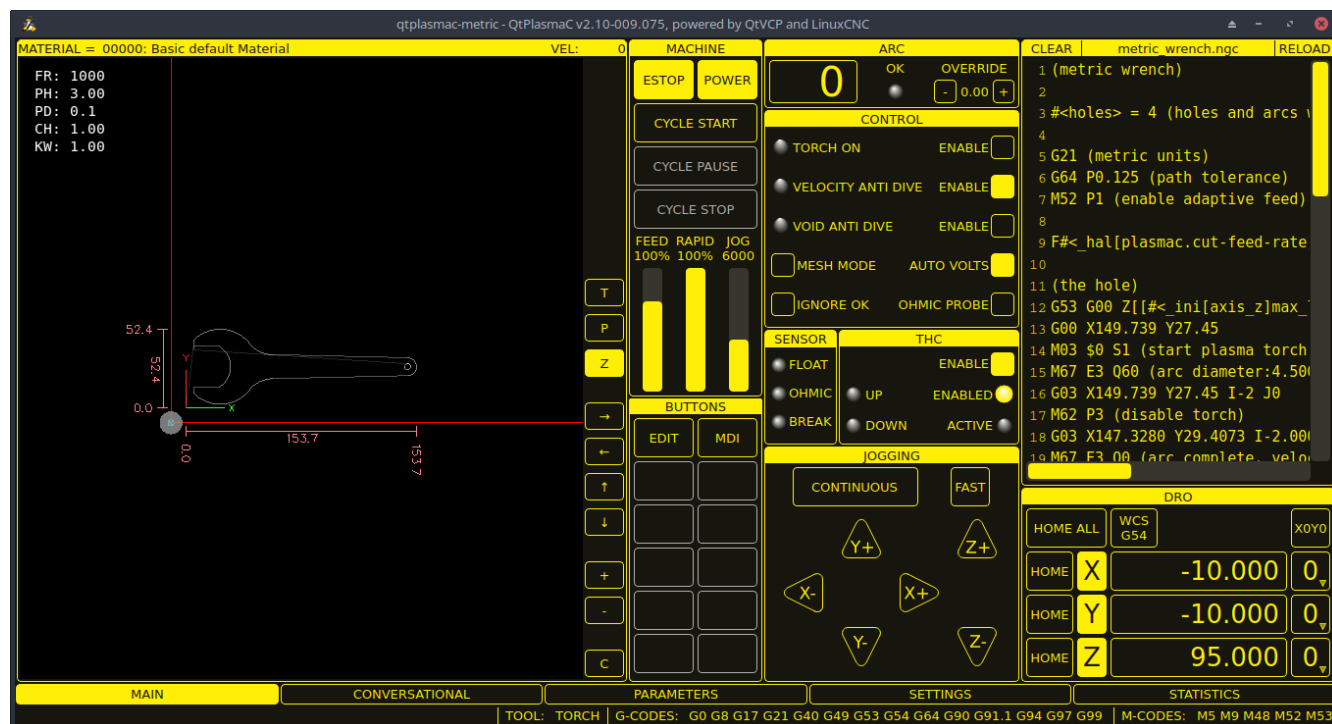 qtplasmac-metric - QtPlasmaC v2.10-009.075, powered by QtVCP and LinuxCNC
MATERIAL = 00000: Basic default Material VEL: 0
FR: 1000
PH: 3.00
PD: 0.1
CH: 1.00
KW: 1.00
52.4
52.4
0.0
Y
X
153.7
0.0
153.7
T
P
Z
→
←
↑
↓
+
-
C
MACHINE
ESTOP POWER
CYCLE START
CYCLE PAUSE
CYCLE STOP
FEED RAPID JOG
100% 100% 6000
BUTTONS
EDIT MDI
ARC
0 OK OVERRIDE
- 0.00 +
CONTROL
TORCH ON ENABLE
VELOCITY ANTI DIVE ENABLE
VOID ANTI DIVE ENABLE
MESH MODE AUTO VOLTS
IGNORE OK OHMIC PROBE
SENSOR
FLOAT
OHMIC
BREAK
THC
ENABLE
UP ENABLED
DOWN ACTIVE
JOGGING
CONTINUOUS FAST
Y+ Z+
X- X+
Y- Z-
CLEAR metric_wrench.ngc RELOAD
1 (metric wrench)
2
3 #<holes> = 4 (holes and arcs
4
5 G21 (metric units)
6 G64 P0.125 (path tolerance)
7 M52 P1 (enable adaptive feed)
8
9 F#<_hal[plasmac.cut-feed-rate
10
11 (the hole)
12 G53 G00 Z[[#<_ini[axis_z]max_
13 G00 X149.739 Y27.45
14 M03 $0 S1 (start plasma torch
15 M67 E3 Q60 (arc diameter:4.500
16 G03 X149.739 Y27.45 I-2 J0
17 M62 P3 (disable torch)
18 G03 X147.3280 Y29.4073 I-2.000
19 M67 E3 Q0 (arc complete, velo
DRO
HOME ALL WCS G54 X0Y0
HOME X -10.000 0
HOME Y -10.000 0
HOME Z 95.000 0
MAIN CONVERSATIONAL PARAMETERS SETTINGS STATISTICS
TOOL: TORCH G-CODES: G0 G8 G17 G21 G40 G49 G53 G54 G64 G90 G91.1 G94 G97 G99 M-CODES: M5 M9 M48 M52 M53